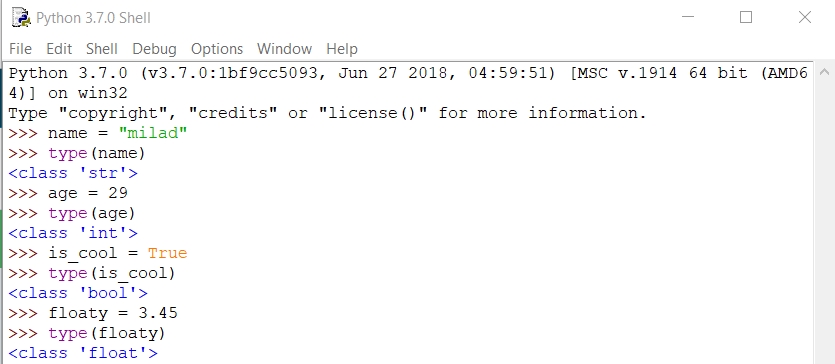 Python 3.7.0 Shell
File Edit Shell Debug Options Window Help
Python 3.7.0 (v3.7.0:1bf9cc5093, Jun 27 2018, 04:59:51) [MSC v.1914 64 bit (AMD6
4)] on win32
Type "copyright", "credits" or "license()" for more information.
>>> name = "milad"
>>> type(name)
<class 'str'>
>>> age = 29
>>> type(age)
<class 'int'>
>>> is_cool = True
>>> type(is_cool)
<class 'bool'>
>>> floaty = 3.45
>>> type(floaty)
<class 'float'>